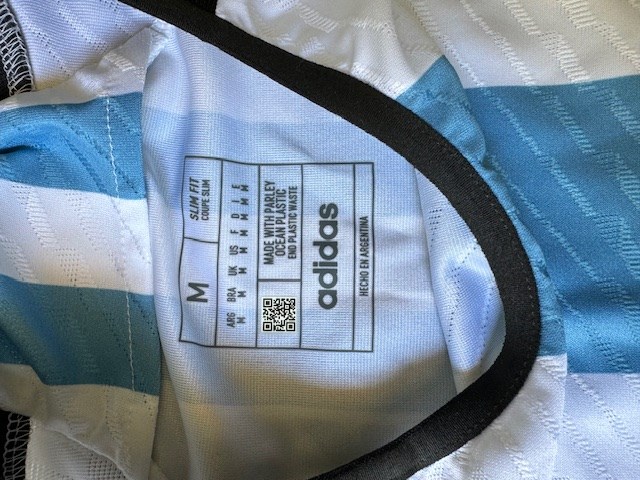 M
SLIM FIT
COUPE SLIM
ARG BRA UK US F D I E
M M M M M M M M
MADE WITH PARLEY
OCEAN PLASTIC
END PLASTIC WASTE
adidas
HECHO EN ARGENTINA